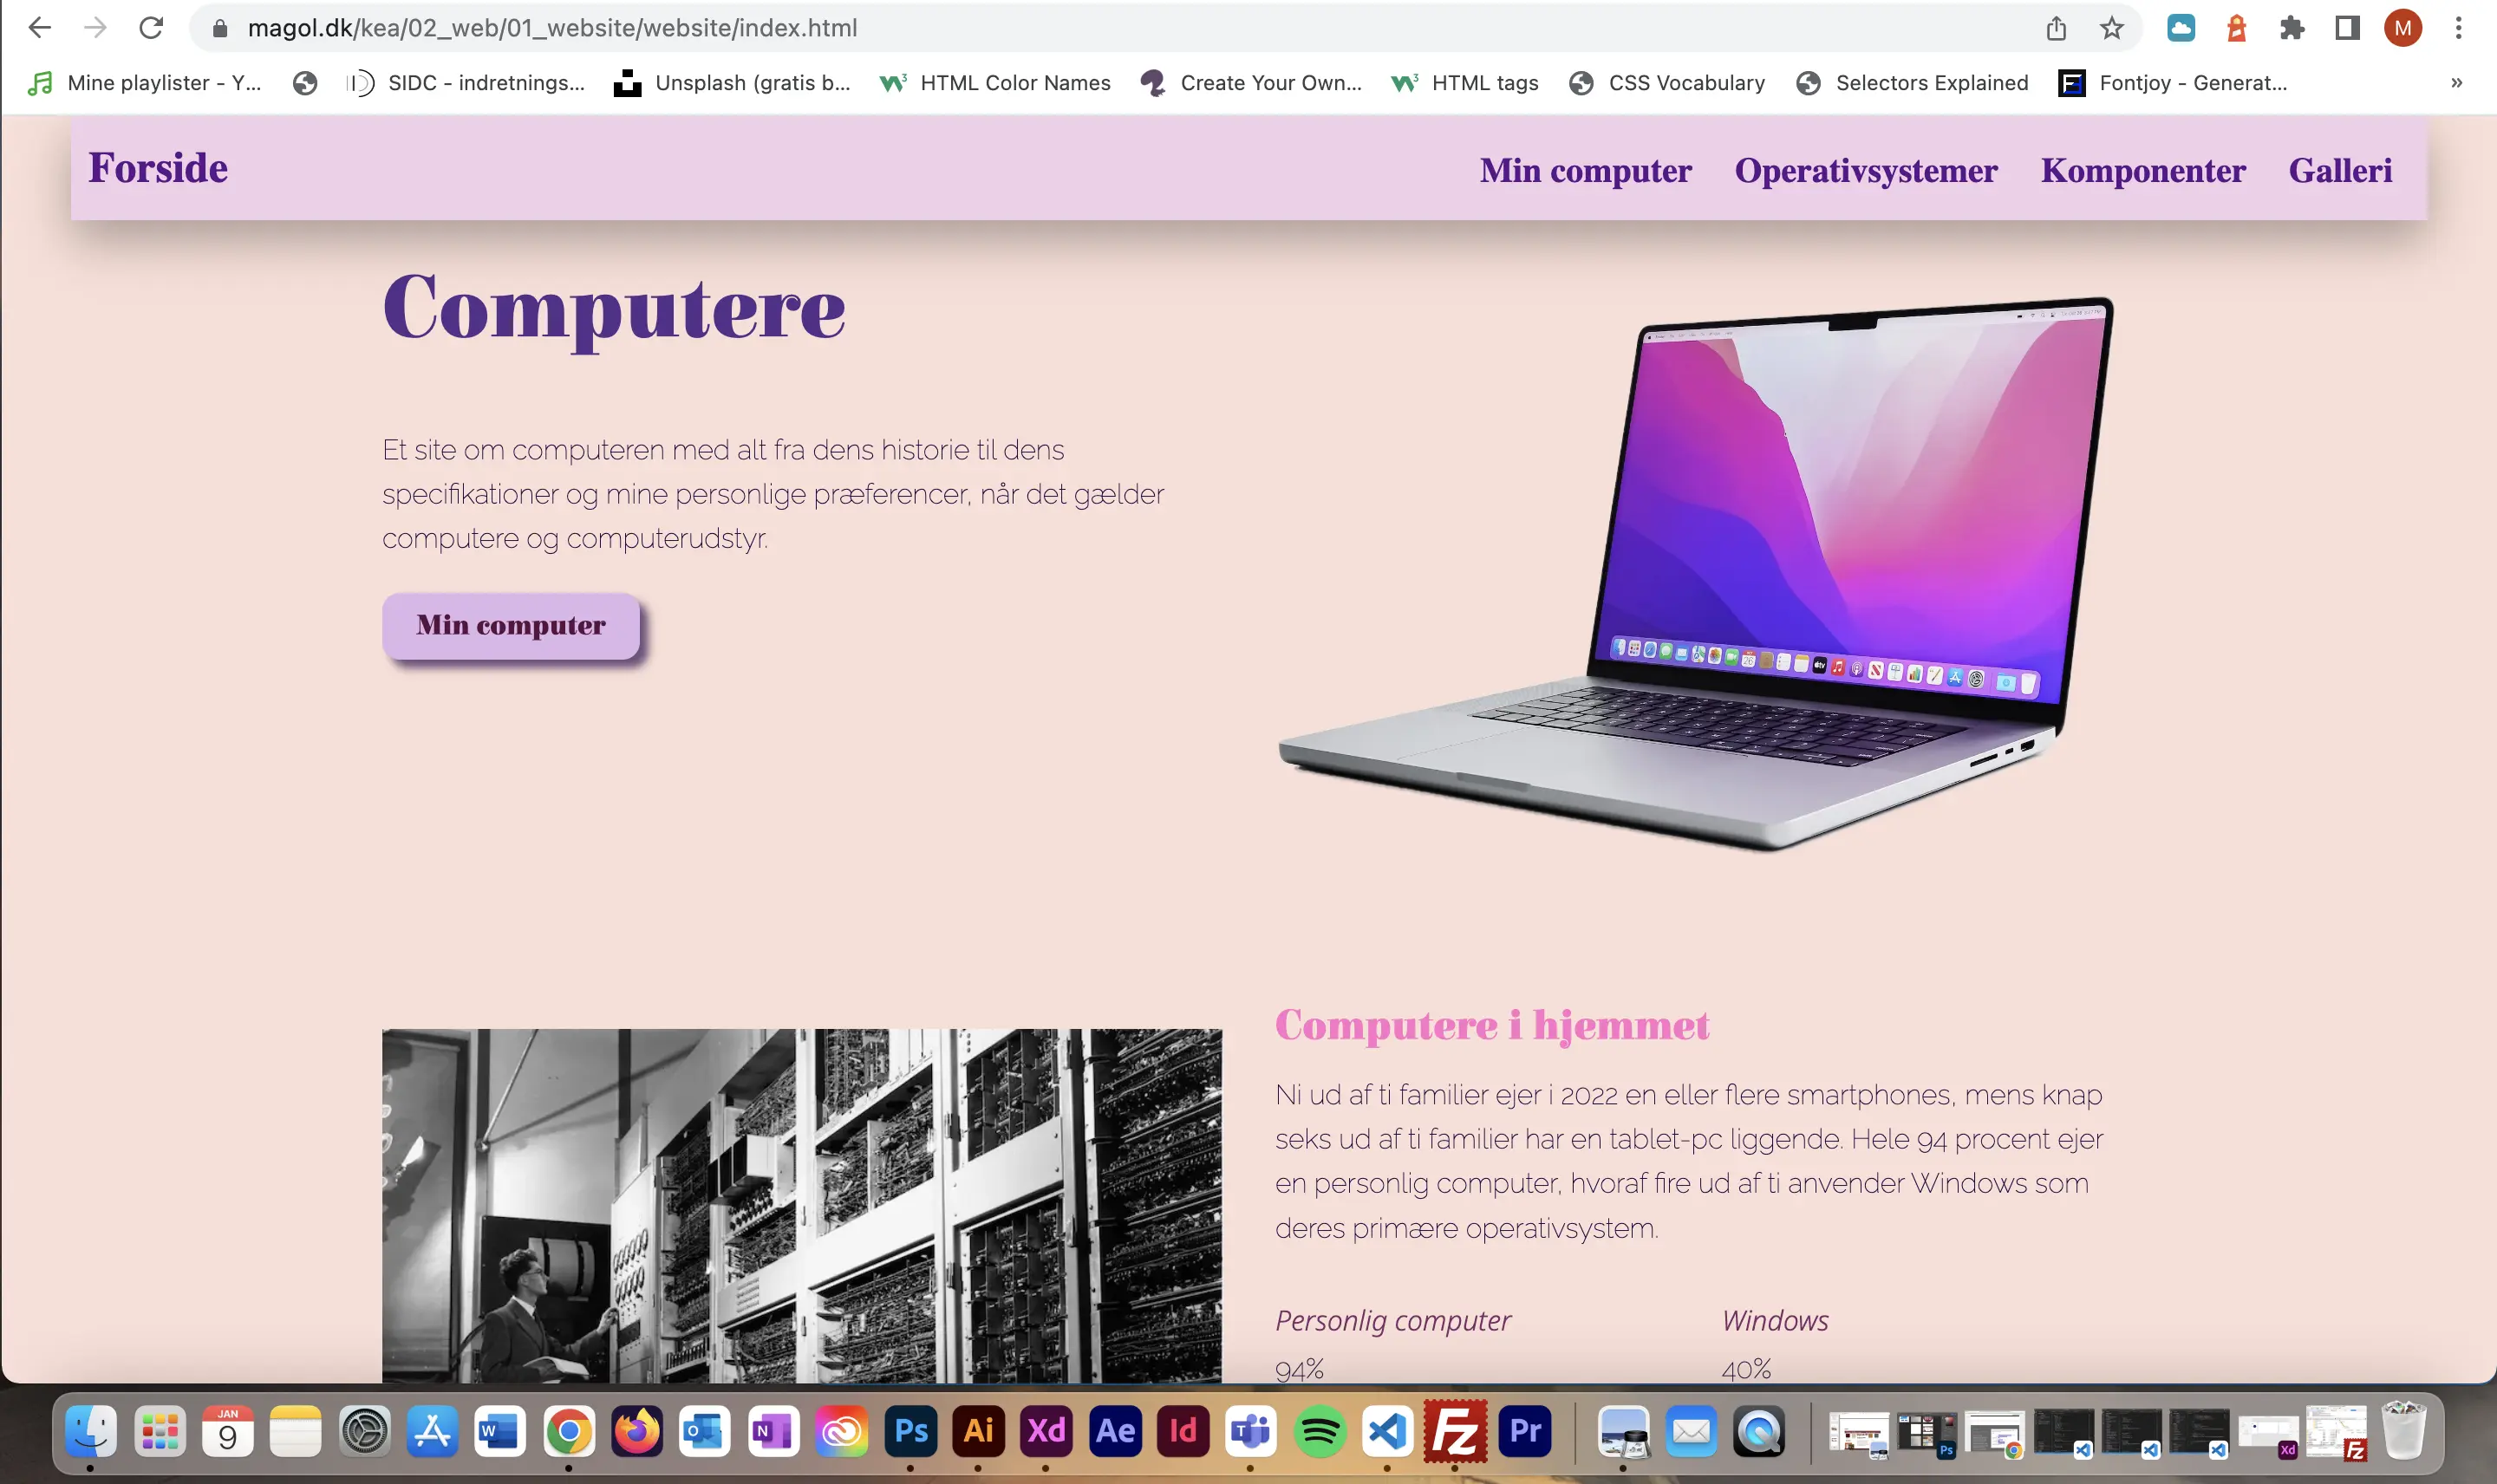 magol.dk/kea/02_web/01_website/website/index.html
M
Mine playlister - Y... SIDC - indretnings... Unsplash (gratis b... HTML Color Names Create Your Own... HTML tags CSS Vocabulary Selectors Explained Fontjoy - Generat... »
Forside Min computer Operativsystemer Komponenter Galleri
Computere
Et site om computeren med alt fra dens historie til dens
specifikationer og mine personlige præferencer, når det gælder
computere og computerudstyr.
Min computer
Computere i hjemmet
Ni ud af ti familier ejer i 2022 en eller flere smartphones, mens knap
seks ud af ti familier har en tablet-pc liggende. Hele 94 procent ejer
en personlig computer, hvoraf fire ud af ti anvender Windows som
deres primære operativsystem.
Personlig computer Windows
94% 40%
JAN
9
W O N Ps Ai Xd Ae Id T Fz Pr
Ps Xd Fz